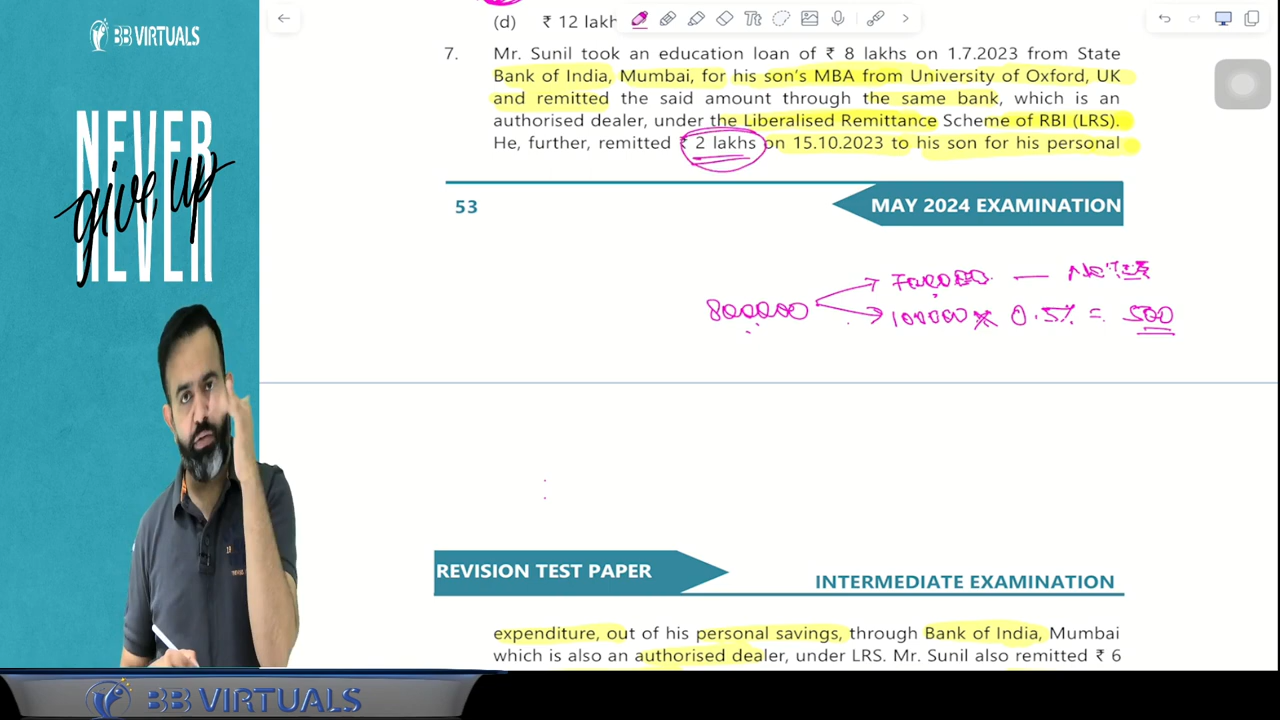 BB VIRTUALS
NEVER
give up
NEVER
(d) ₹ 12 lakh
7. Mr. Sunil took an education loan of ₹ 8 lakhs on 1.7.2023 from State
Bank of India, Mumbai, for his son's MBA from University of Oxford, UK
and remitted the said amount through the same bank, which is an
authorised dealer, under the Liberalised Remittance Scheme of RBI (LRS).
He, further, remitted ₹ 2 lakhs on 15.10.2023 to his son for his personal
53 MAY 2024 EXAMINATION
700000 — No TCS
800000
100000 × 0.5% = 500
REVISION TEST PAPER
INTERMEDIATE EXAMINATION
expenditure, out of his personal savings, through Bank of India, Mumbai
which is also an authorised dealer, under LRS. Mr. Sunil also remitted ₹ 6
BB VIRTUALS